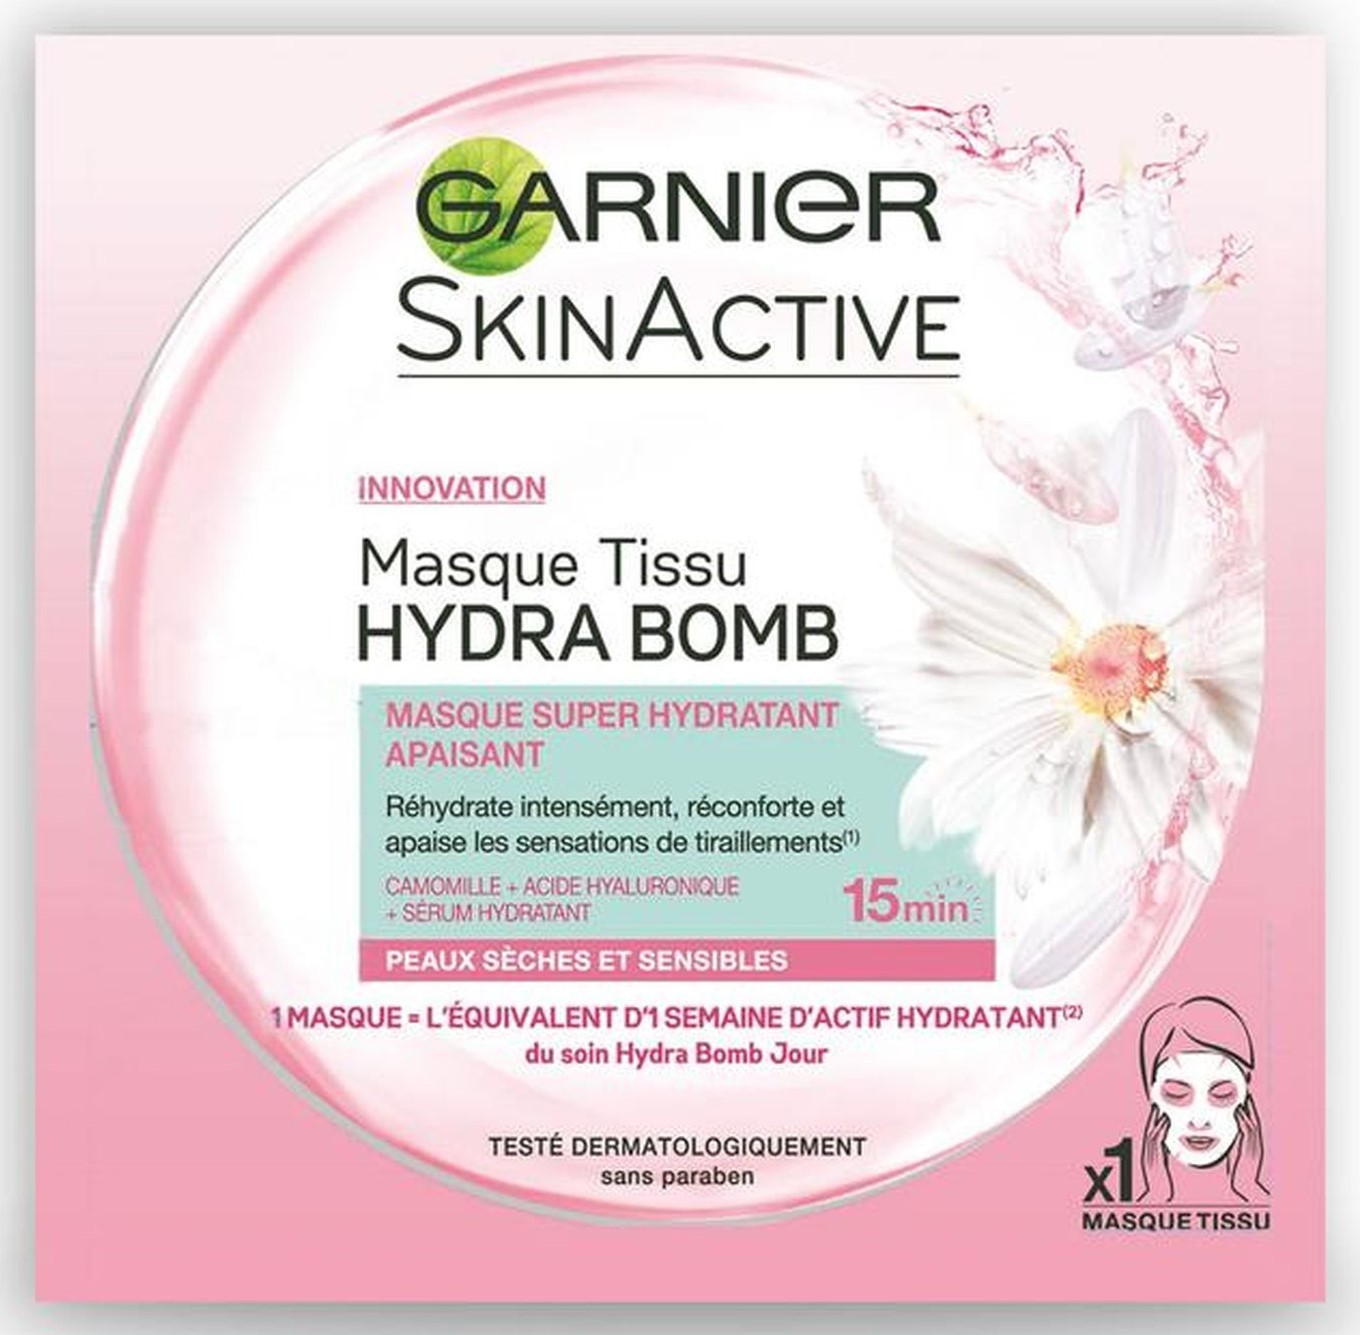 GARNIER
SKINACTIVE
INNOVATION
Masque Tissu
HYDRA BOMB
MASQUE SUPER HYDRATANT
APAISANT
Réhydrate intensément, réconforte et
apaise les sensations de tiraillements(1)
CAMOMILLE + ACIDE HYALURONIQUE
+ SÉRUM HYDRATANT
15min
PEAUX SÈCHES ET SENSIBLES
1 MASQUE = L'ÉQUIVALENT D'1 SEMAINE D'ACTIF HYDRATANT(2)
du soin Hydra Bomb Jour
TESTÉ DERMATOLOGIQUEMENT
sans paraben
x1
MASQUE TISSU